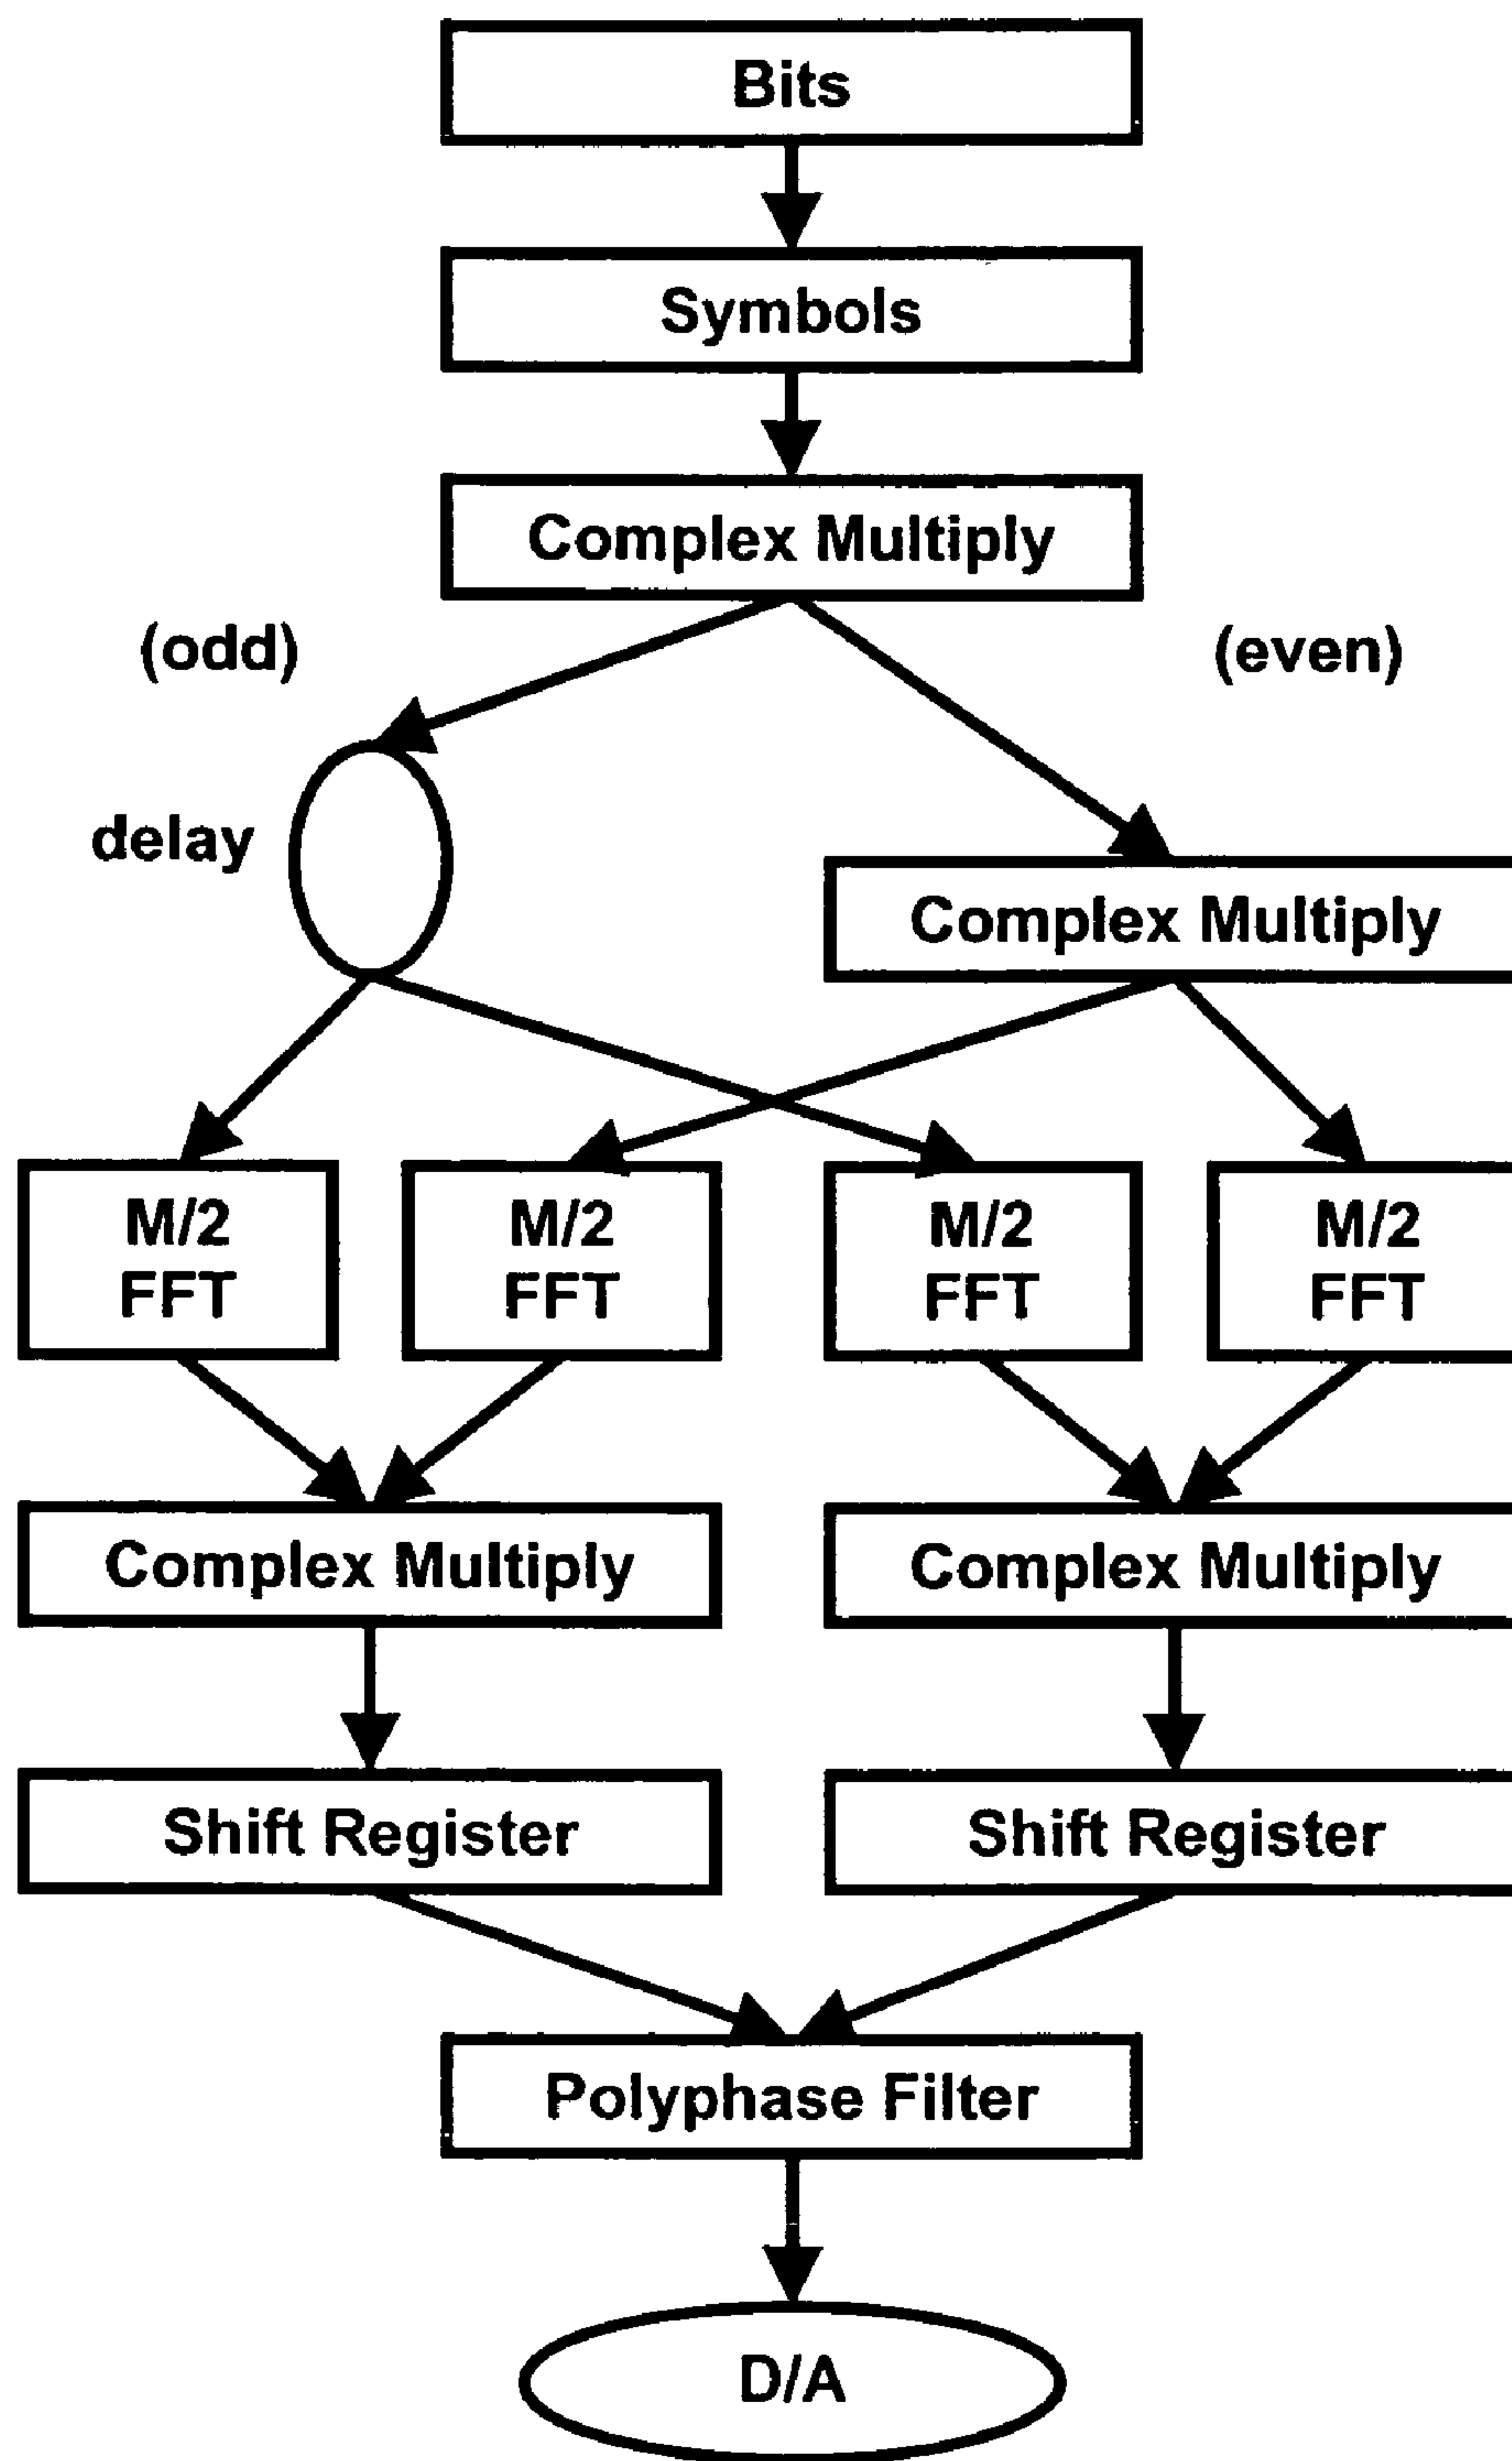 Bits
Symbols
Complex Multiply
(odd)
(even)
delay
Complex Multiply
M/2
FFT
M/2
FFT
M/2
FFT
M/2
FFT
Complex Multiply
Complex Multiply
Shift Register
Shift Register
Polyphase Filter
D/A